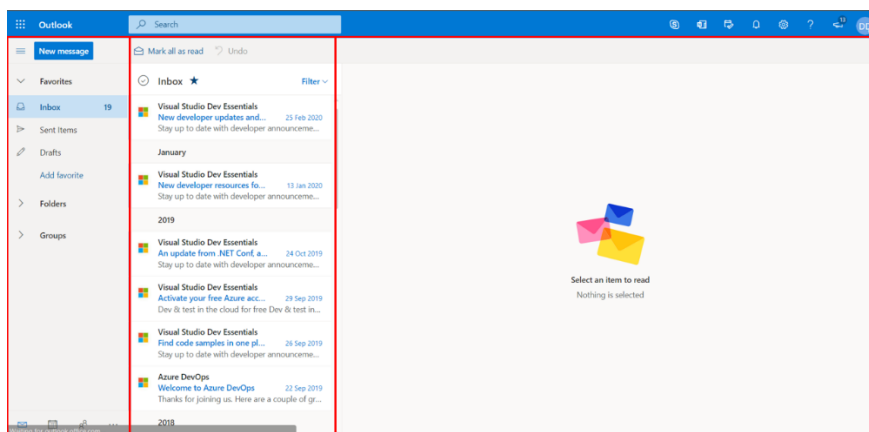 Outlook
Search
13
DD
New message
Mark all as read
Undo
Favorites
Inbox 19
Sent Items
Drafts
Add favorite
Folders
Groups
Inbox ★
Filter
Visual Studio Dev Essentials
New developer updates and... 25 Feb 2020
Stay up to date with developer announceme...
January
Visual Studio Dev Essentials
New developer resources fo... 13 Jan 2020
Stay up to date with developer announceme...
2019
Visual Studio Dev Essentials
An update from .NET Conf, a... 24 Oct 2019
Stay up to date with developer announceme...
Visual Studio Dev Essentials
Activate your free Azure acc... 29 Sep 2019
Dev & test in the cloud for free Dev & test in...
Visual Studio Dev Essentials
Find code samples in one pl... 26 Sep 2019
Stay up to date with developer announceme...
Azure DevOps
Welcome to Azure DevOps 22 Sep 2019
Thanks for joining us. Here are a couple of gr...
2018
Select an item to read
Nothing is selected